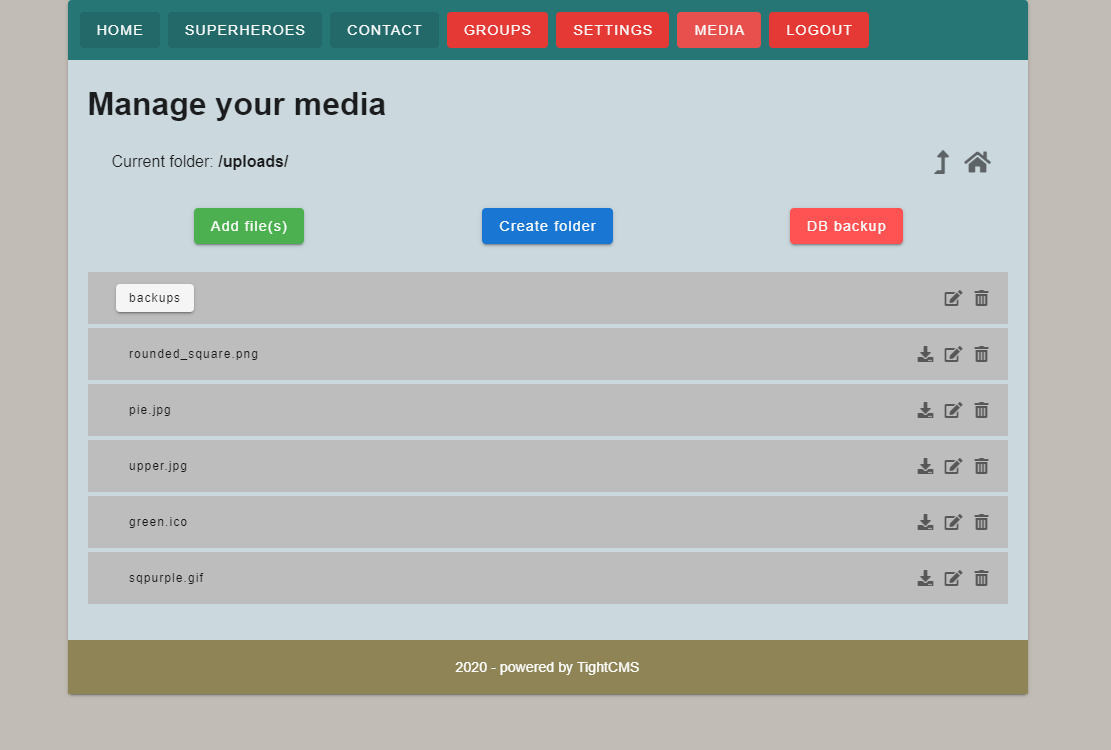 HOME SUPERHEROES CONTACT GROUPS SETTINGS MEDIA LOGOUT
Manage your media
Current folder: /uploads/
Add file(s) Create folder DB backup
backups
rounded_square.png
pie.jpg
upper.jpg
green.ico
sqpurple.gif
2020 - powered by TightCMS